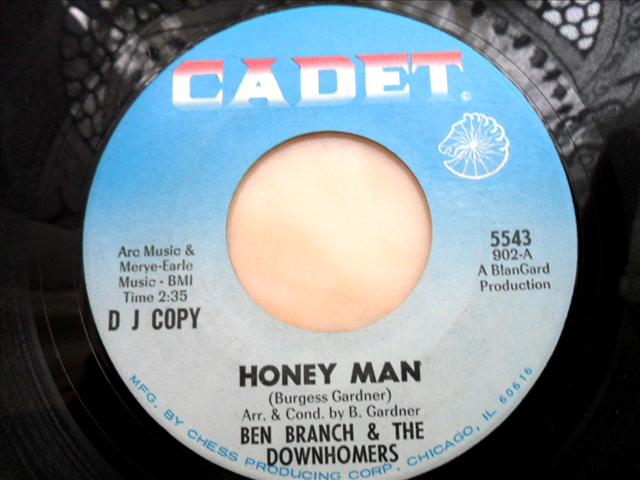 CADET
©
Arc Music &
Merye-Earle
Music - BMI
Time 2:35
D J COPY
5543
902-A
A BlanGard
Production
HONEY MAN
(Burgess Gardner)
Arr. & Cond. by B. Gardner
BEN BRANCH & THE
DOWNHOMERS
MFG. BY CHESS PRODUCING CORP. CHICAGO, IL 60616